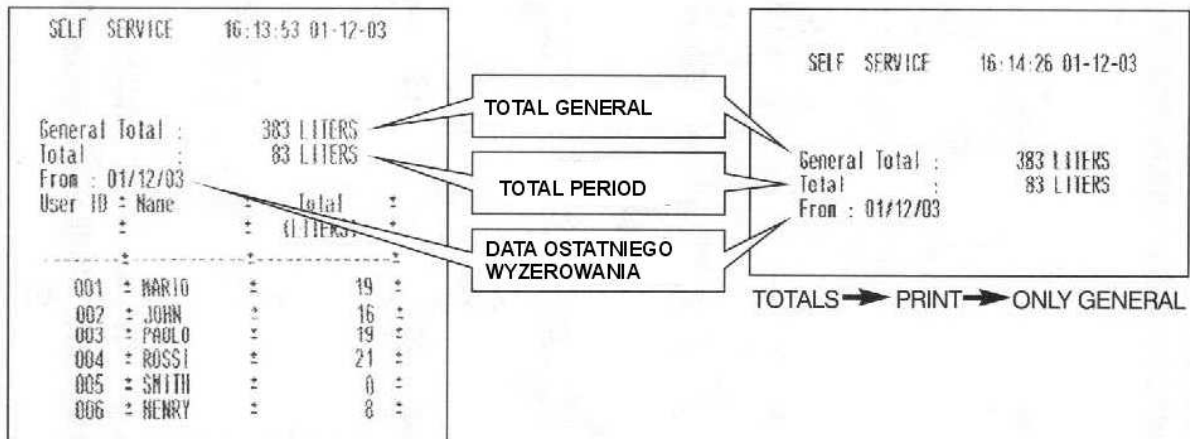 SELF SERVICE 16:13:53 01-12-03
General Total : 383 LITERS
Total : 83 LITERS
From : 01/12/03
User ID ± Name ± Total ±
± ± (LITERS) ±
--------±------------±--------------±
001 ± MARIO ± 19 ±
002 ± JOHN ± 16 ±
003 ± PAOLO ± 19 ±
004 ± ROSSI ± 21 ±
005 ± SMITH ± 0 ±
006 ± HENRY ± 8 ±
TOTAL GENERAL
TOTAL PERIOD
DATA OSTATNIEGO
WYZEROWANIA
SELF SERVICE 16:14:26 01-12-03
General Total : 383 LITERS
Total : 83 LITERS
From : 01/12/03
TOTALS → PRINT → ONLY GENERAL